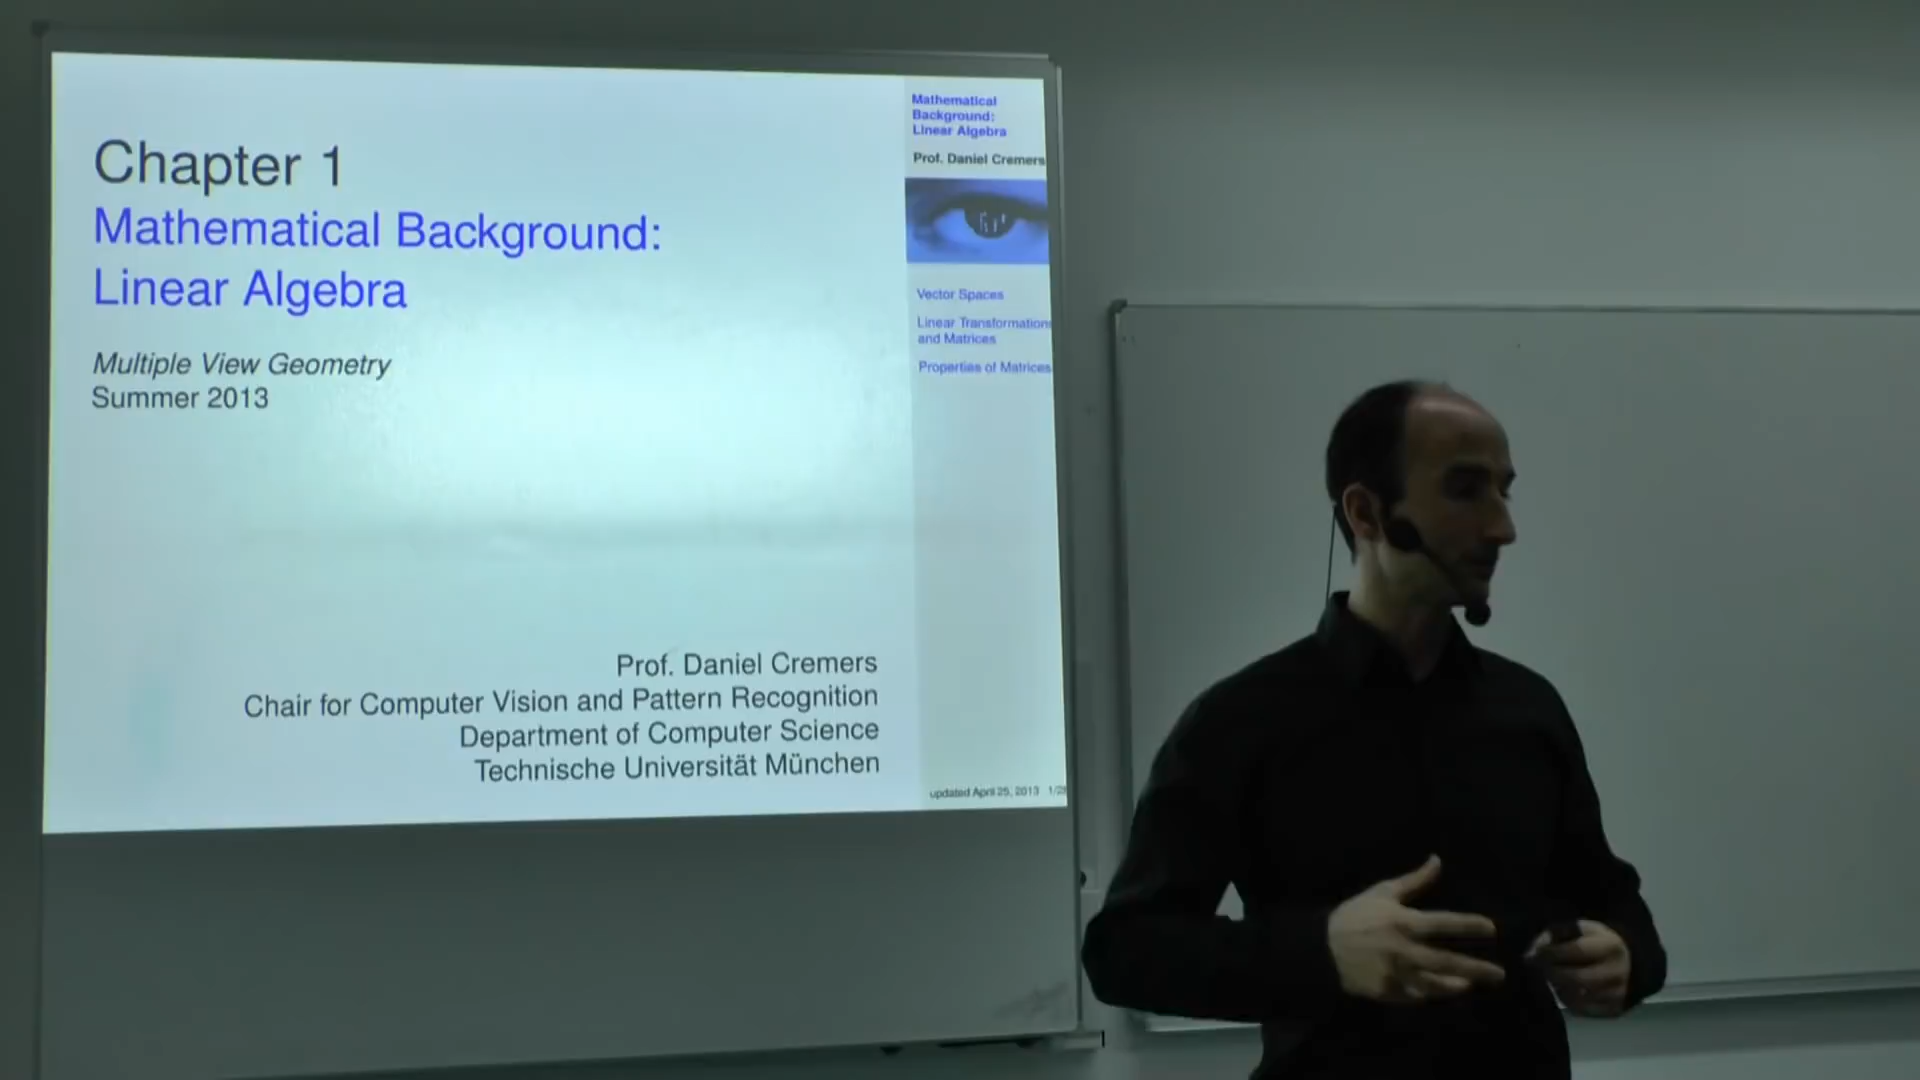 Chapter 1
Mathematical Background:
Linear Algebra
Multiple View Geometry
Summer 2013
Prof. Daniel Cremers
Chair for Computer Vision and Pattern Recognition
Department of Computer Science
Technische Universität München
Mathematical
Background:
Linear Algebra
Prof. Daniel Cremers
Vector Spaces
Linear Transformations
and Matrices
Properties of Matrices
updated April 25, 2013 1/28